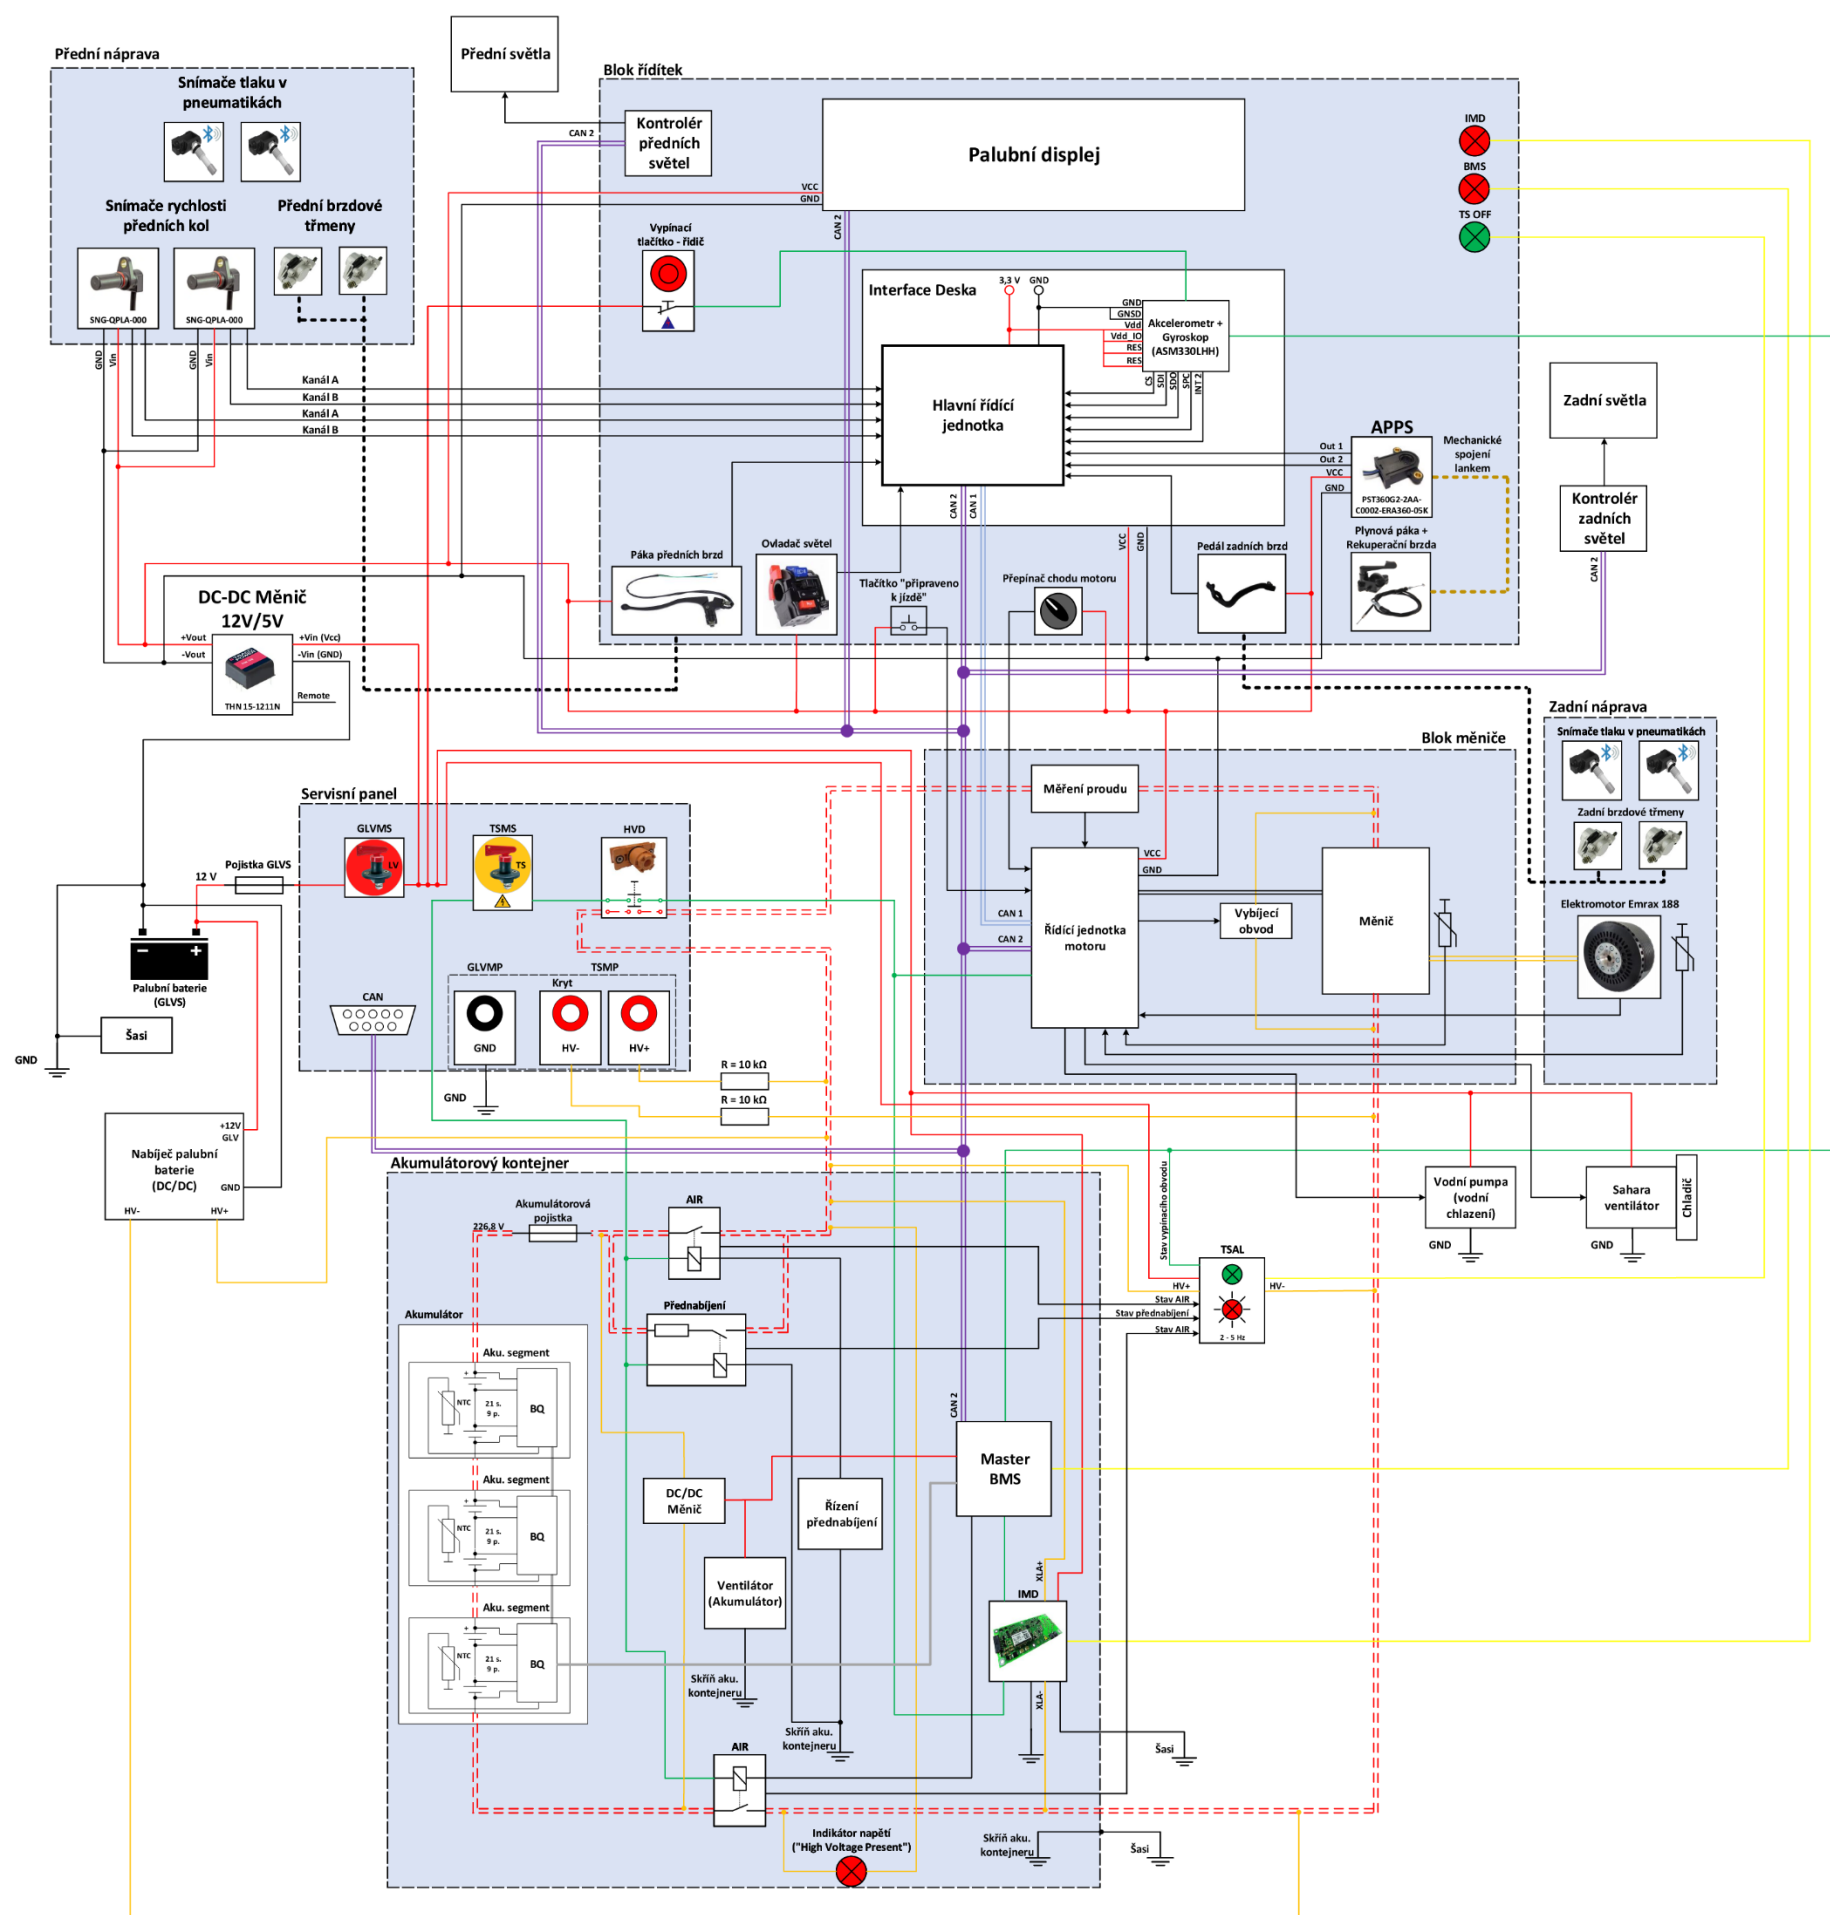 Přední náprava
Snímače tlaku v
pneumatikách
Snímače rychlosti
předních kol
Přední brzdové
třmeny
SNG-QPLA-000
SNG-QPLA-000
GND
Vin
GND
Vin
Kanál A
Kanál B
Kanál A
Kanál B
Přední světla
Blok řídítek
CAN 2
Kontrolér
předních
světel
Palubní displej
VCC
GND
CAN 2
IMD
BMS
TS OFF
Vypínací
tlačítko - řidič
Interface Deska
3,3 V
GND
GND
GNSD
Vdd
Vdd_IO
RES
RES
Akcelerometr +
Gyroskop
(ASM330LHH)
CS
SDI
SDO
SPC
INT 2
Hlavní řídící
jednotka
CAN 2
CAN 1
VCC
GND
APPS
Out 1
Out 2
VCC
GND
PST360G2-2AA-
C0002-ERA360-05K
Mechanické
spojení
lankem
Plynová páka +
Rekuperační brzda
Páka předních brzd
Ovladač světel
Tlačítko "připraveno
k jízdě"
Přepínač chodu motoru
Pedál zadních brzd
Zadní světla
Kontrolér
zadních
světel
CAN 2
DC-DC Měnič
12V/5V
+Vout
-Vout
+Vin (Vcc)
-Vin (GND)
Remote
THN 15-1211N
Servisní panel
GLVMS
LV
TSMS
TS
HVD
Pojistka GLVS
12 V
Palubní baterie
(GLVS)
Šasi
GND
CAN
GLVMP
TSMP
Kryt
GND
HV-
HV+
GND
R = 10 kΩ
R = 10 kΩ
Blok měniče
Měření proudu
VCC
GND
CAN 1
CAN 2
Řídící jednotka
motoru
Vybíjecí
obvod
Měnič
Zadní náprava
Snímače tlaku v pneumatikách
Zadní brzdové třmeny
Elektromotor Emrax 188
Nabíječ palubní
baterie
(DC/DC)
+12V
GLV
GND
HV-
HV+
Akumulátorový kontejner
226,8 V
Akumulátorová
pojistka
AIR
Přednabíjení
Akumulátor
Aku. segment
NTC
21 s.
9 p.
BQ
Aku. segment
NTC
21 s.
9 p.
BQ
Aku. segment
NTC
21 s.
9 p.
BQ
DC/DC
Měnič
Ventilátor
(Akumulátor)
Skříň aku.
kontejneru
Řízení
přednabíjení
Skříň aku.
kontejneru
CAN 2
Master
BMS
XLA+
IMD
XLA-
Šasi
AIR
Indikátor napětí
("High Voltage Present")
Skříň aku.
kontejneru
Šasi
Stav vypínacího obvodu
TSAL
HV+
HV-
Stav AIR
Stav přednabíjení
Stav AIR
2 - 5 Hz
Vodní pumpa
(vodní
chlazení)
GND
Sahara
ventilátor
Chladič
GND